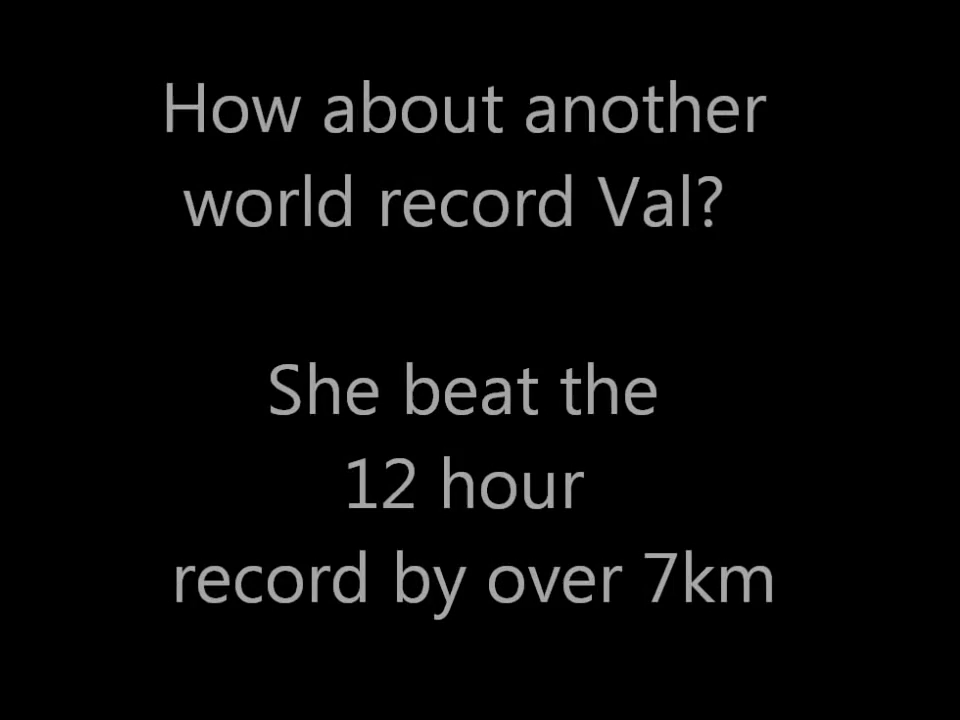 How about another
world record Val?
She beat the
12 hour
record by over 7km